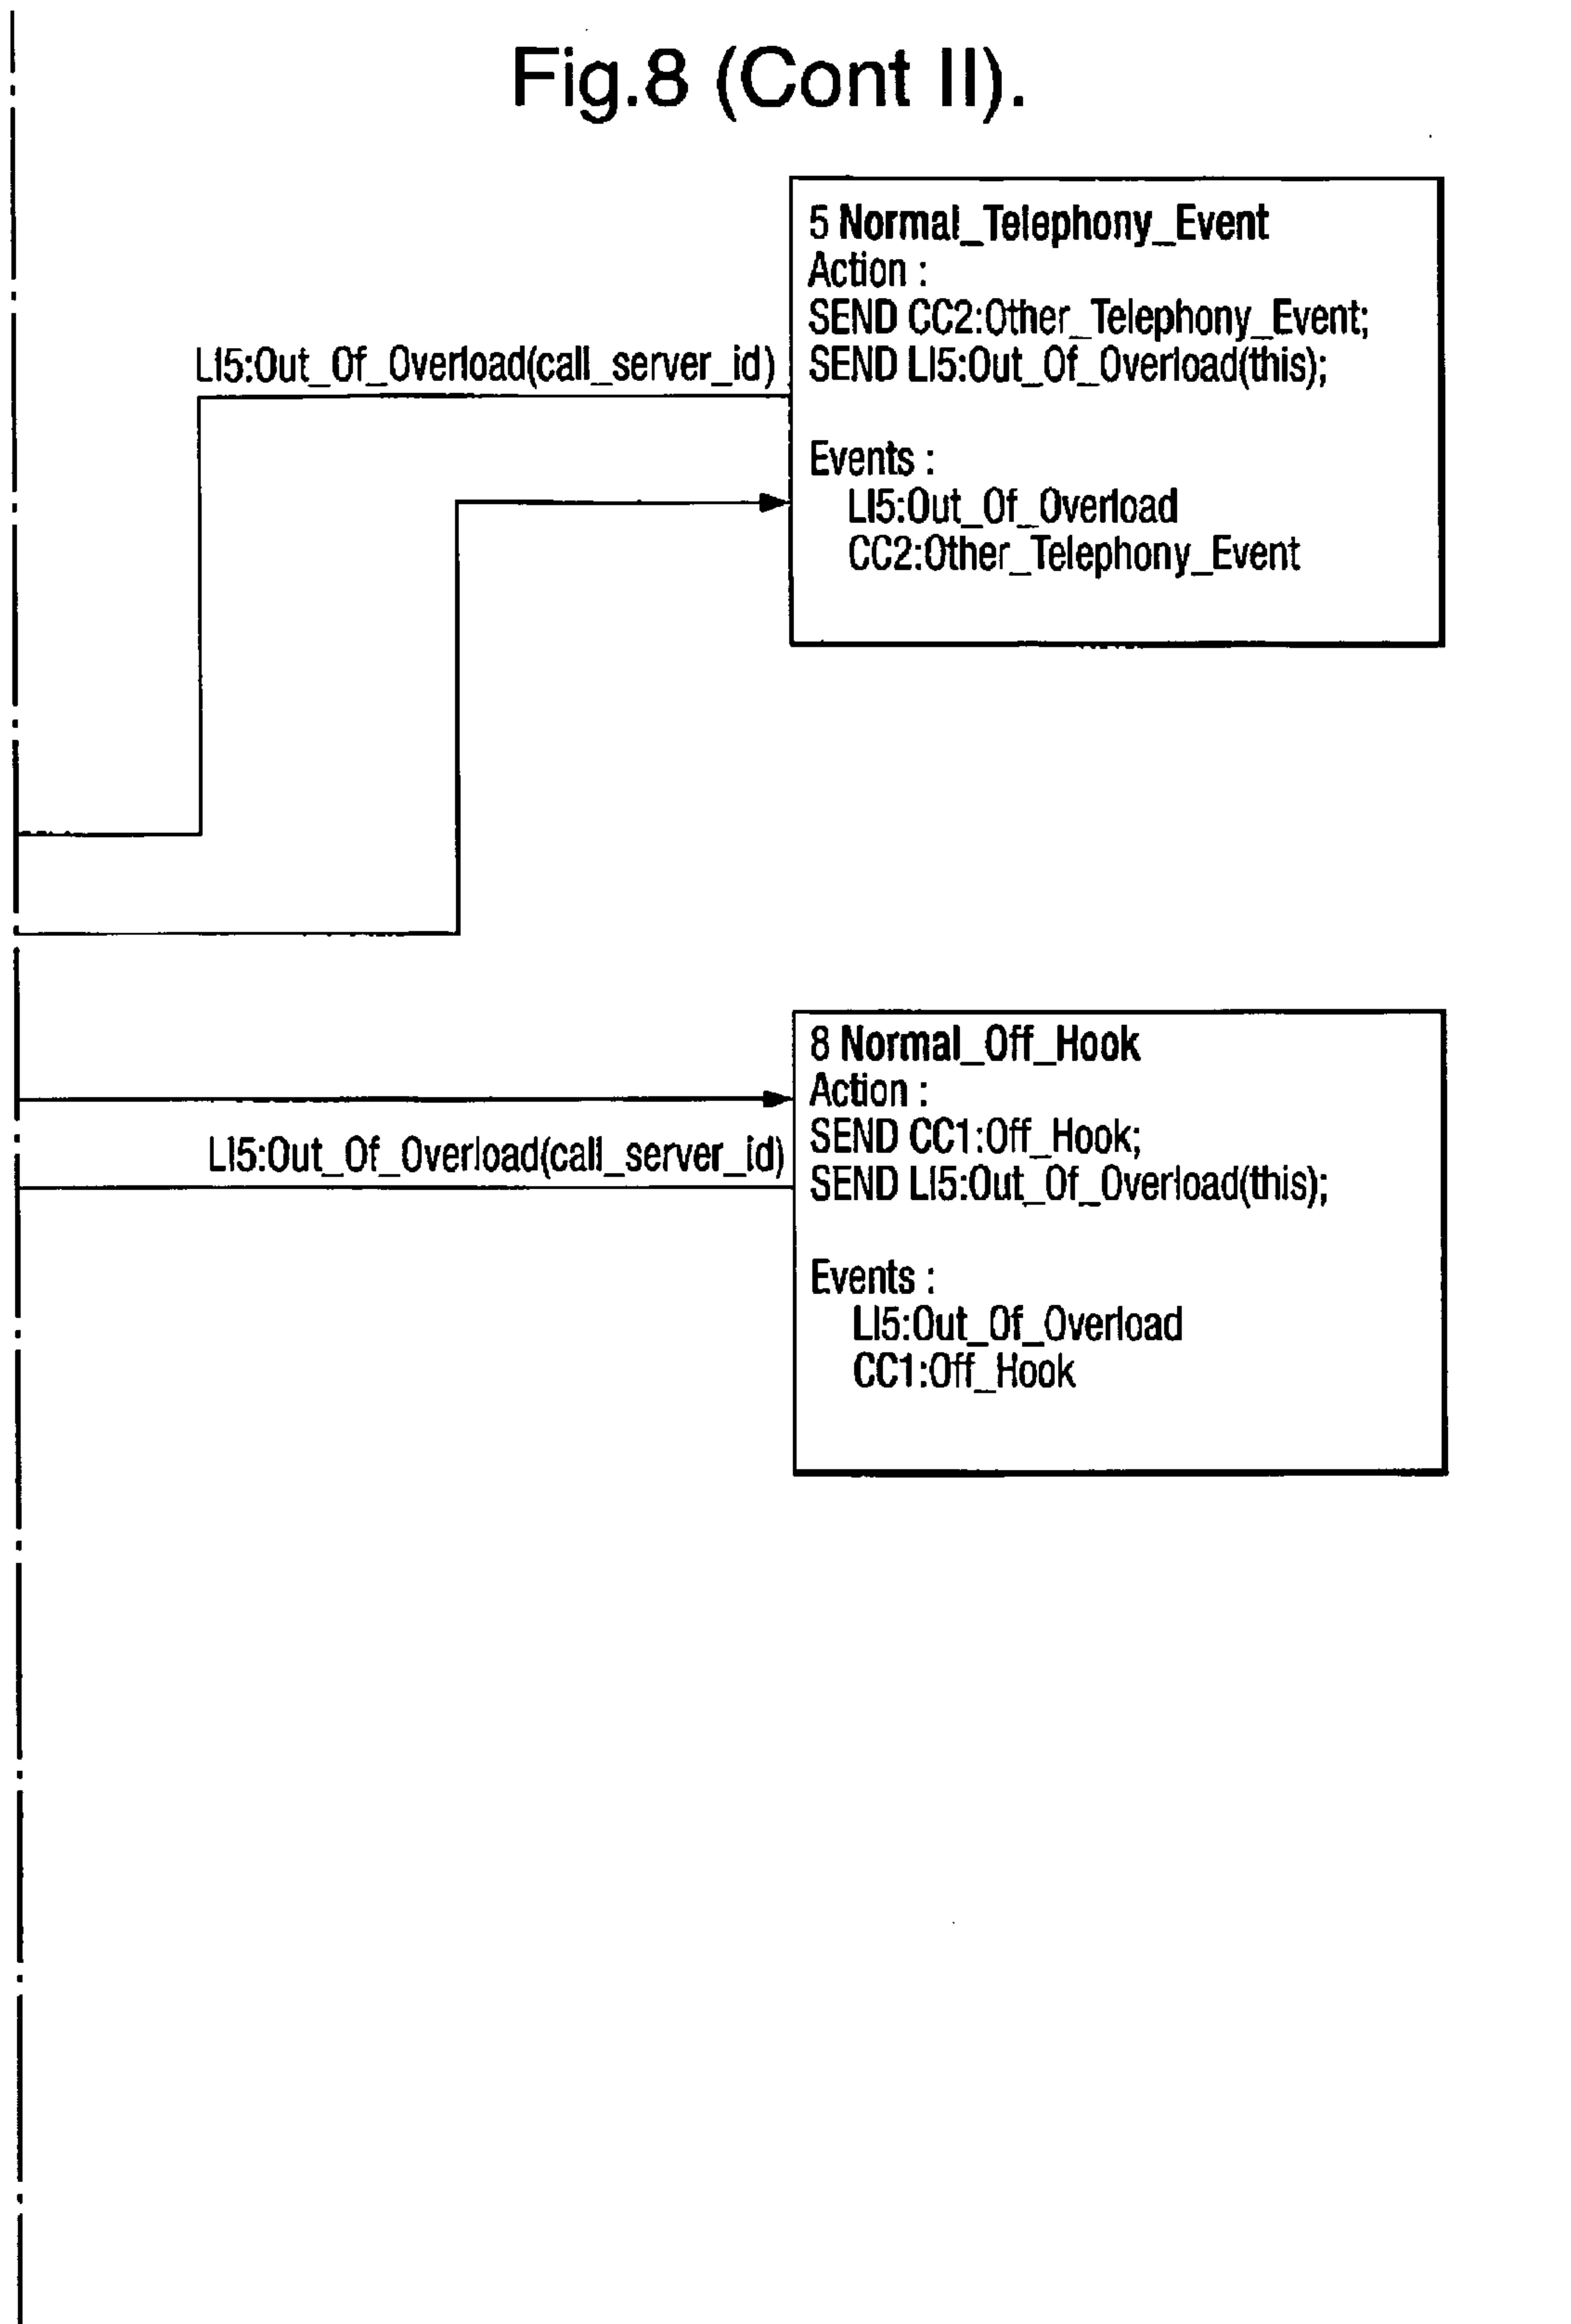 Fig.8 (Cont II).
5 Normal_Telephony_Event
Action :
SEND CC2:Other_Telephony_Event;
LI5:Out_Of_Overload(call_server_id)
SEND LI5:Out_Of_Overload(this);
Events :
LI5:Out_Of_Overload
CC2:Other_Telephony_Event
8 Normal_Off_Hook
Action :
SEND CC1:Off_Hook;
LI5:Out_Of_Overload(call_server_id)
SEND LI5:Out_Of_Overload(this);
Events :
LI5:Out_Of_Overload
CC1:Off_Hook